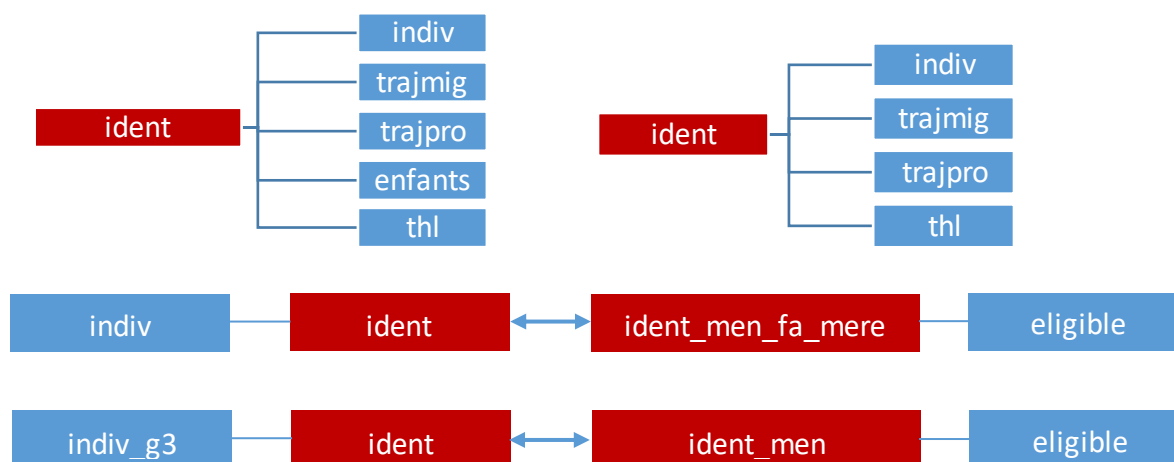 indiv
trajmig
ident
trajpro
enfants
thl
indiv
trajmig
ident
trajpro
thl
indiv ident ident_men_fa_mere eligible
indiv_g3 ident ident_men eligible